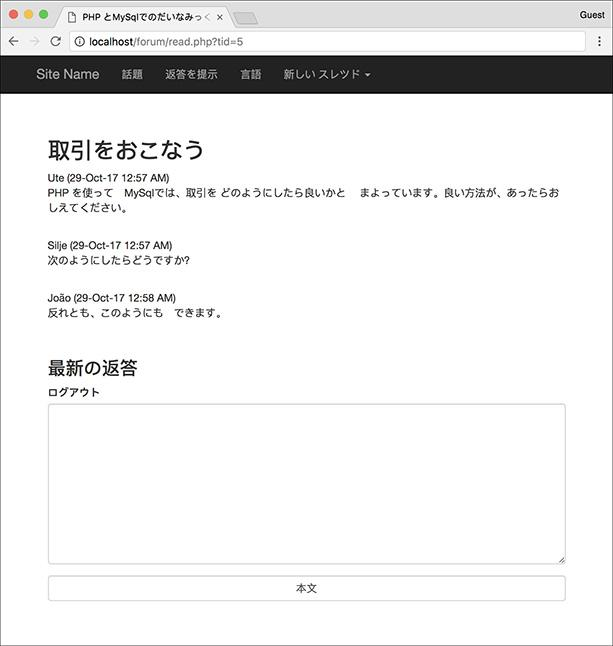 PHP とMySqlでのだいなみっく
Guest
localhost/forum/read.php?tid=5
Site Name 話題 返答を提示 言語 新しい スレツド
取引をおこなう
Ute (29-Oct-17 12:57 AM)
PHP を使って　MySqlでは、取引を どのようにしたら良いかと　まよっています。良い方法が、あったらお
しえてください。
Silje (29-Oct-17 12:57 AM)
次のようにしたらどうですか?
João (29-Oct-17 12:58 AM)
反れとも、このようにも　できます。
最新の返答
ログアウト
本文